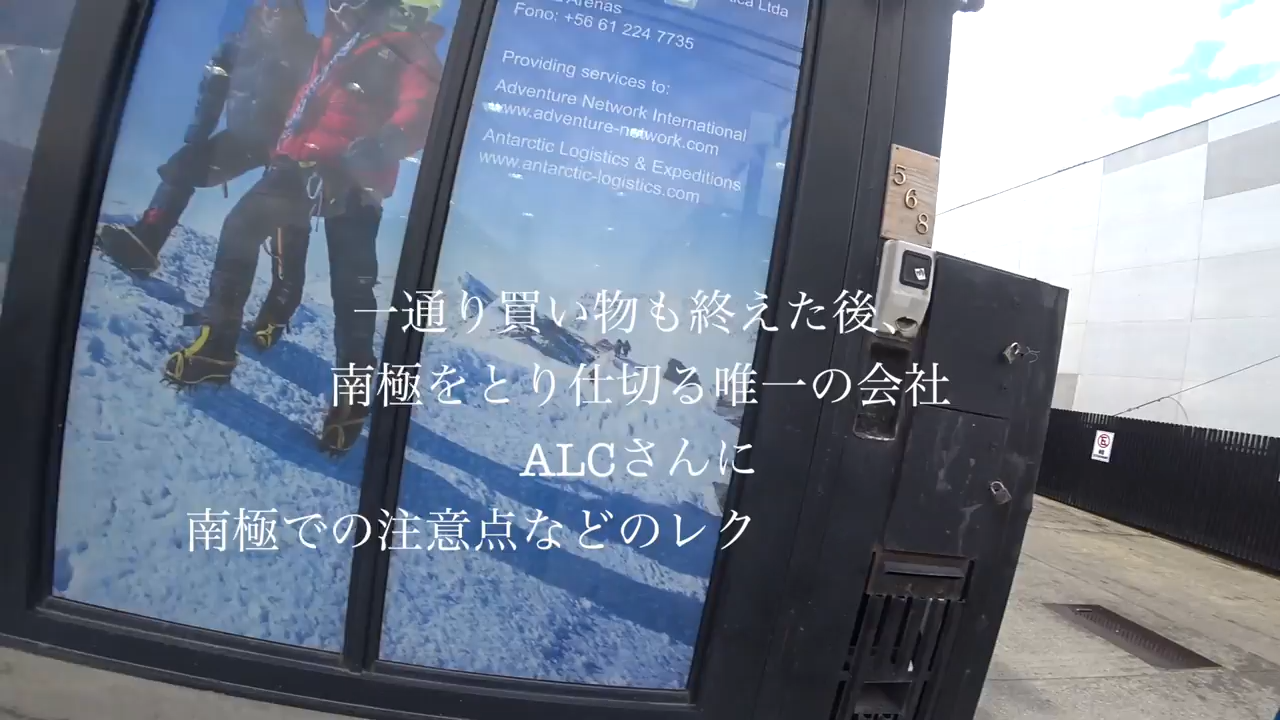 Arenas
Ltda
Fono: +56 61 224 7735
Providing services to:
Adventure Network International
www.adventure-network.com
Antarctic Logistics & Expeditions
www.antarctic-logistics.com
568
一通り買い物も終えた後、
南極をとり仕切る唯一の会社
ALCさんに
南極での注意点などのレク
E